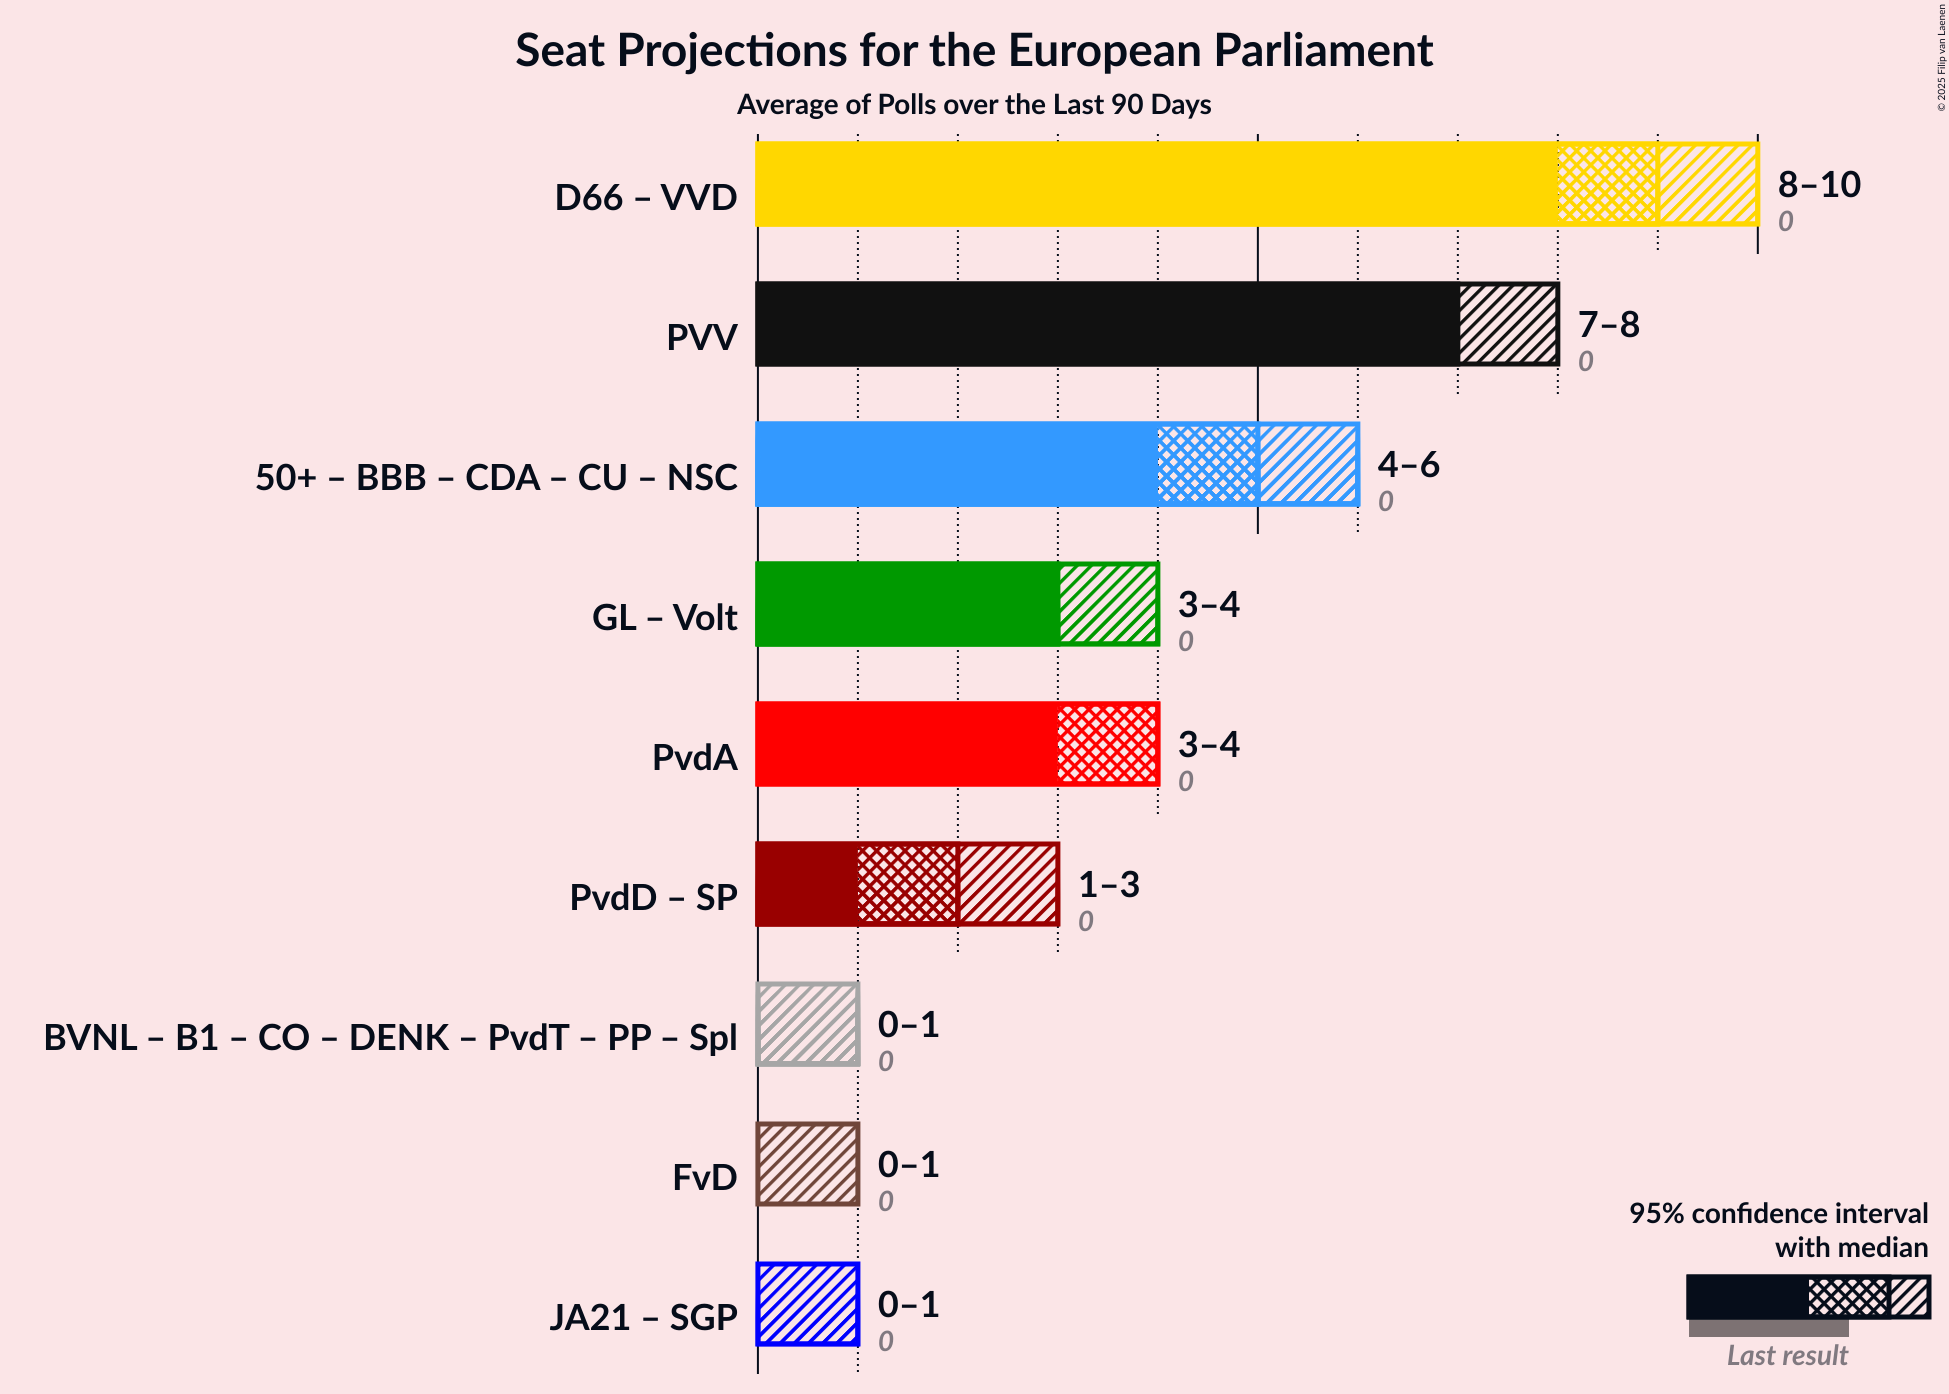 Seat Projections for the European Parliament
Average of Polls over the Last 90 Days
© 2025 Filip van Laenen
D66 – VVD
8–10
0
PVV
7–8
0
50+ – BBB – CDA – CU – NSC
4–6
0
GL – Volt
3–4
0
PvdA
3–4
0
PvdD – SP
1–3
0
BVNL – B1 – CO – DENK – PvdT – PP – Spl
0–1
0
FvD
0–1
0
JA21 – SGP
0–1
0
95% confidence interval
with median
Last result